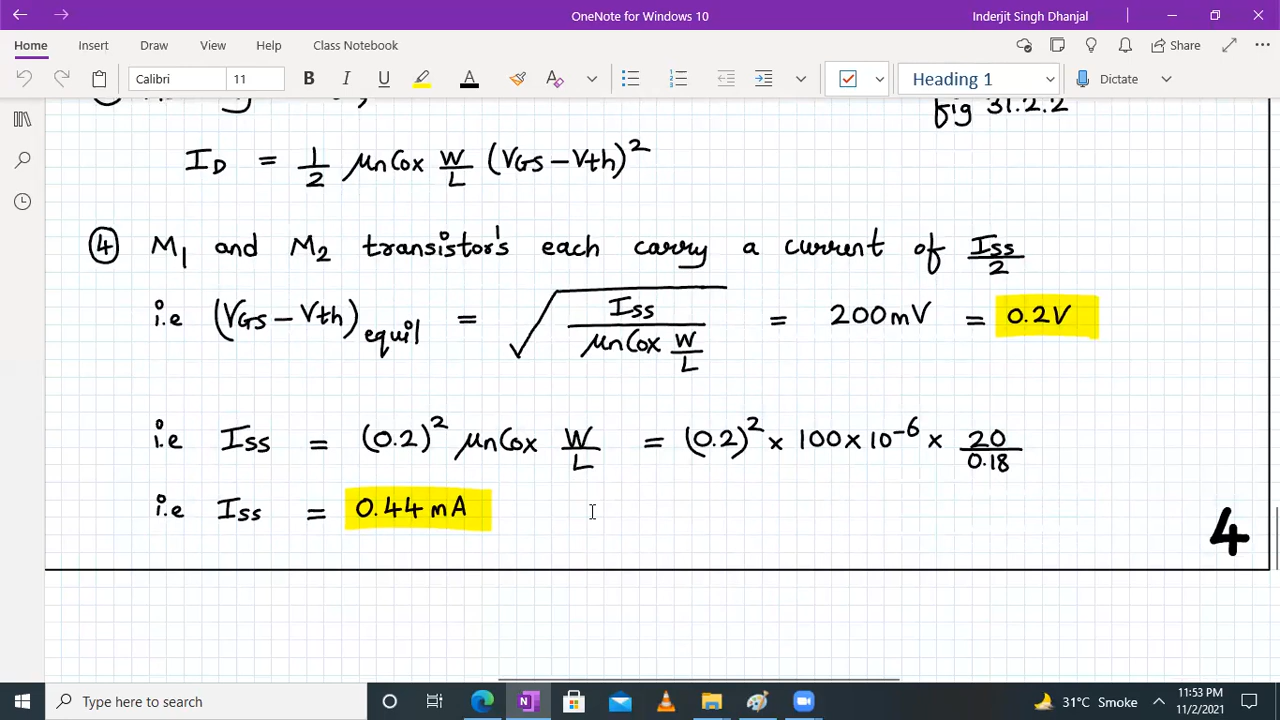 OneNote for Windows 10
Inderjit Singh Dhanjal
Home Insert Draw View Help Class Notebook
Share
Calibri 11 B I U A A Heading 1 Dictate
fig 31.2.2
I_D = 1/2 μnCox W/L (VGS-Vth)^2
④ M1 and M2 transistor's each carry a current of Iss/2
i.e (VGS-Vth)equil = √(Iss / (μnCox W/L)) = 200mV = 0.2V
i.e Iss = (0.2)^2 μnCox W/L = (0.2)^2 × 100×10^-6 × 20/0.18
i.e Iss = 0.44 mA
4
Type here to search
31°C Smoke
11:53 PM
11/2/2021